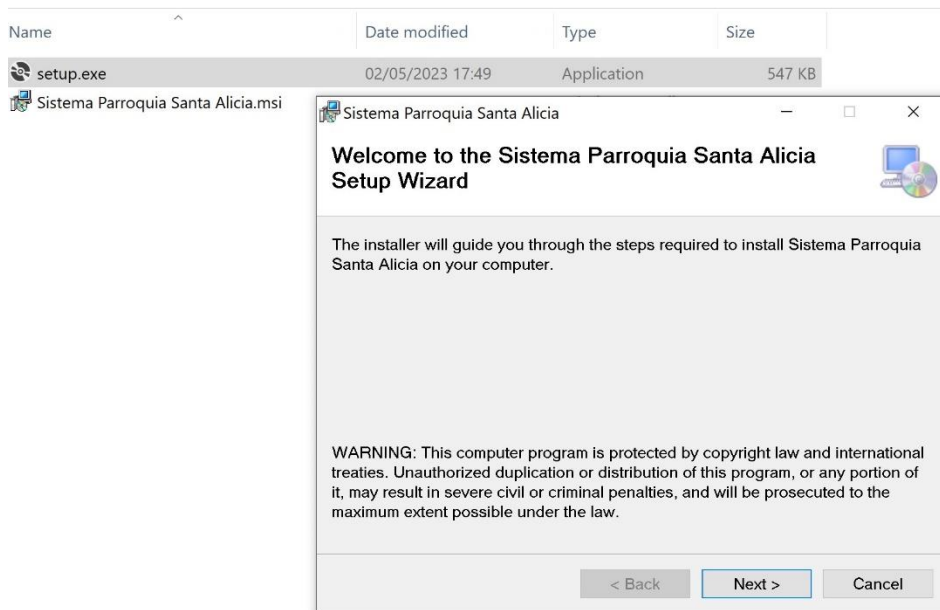 Name Date modified Type Size
setup.exe 02/05/2023 17:49 Application 547 KB
Sistema Parroquia Santa Alicia.msi
Sistema Parroquia Santa Alicia
Welcome to the Sistema Parroquia Santa Alicia
Setup Wizard
The installer will guide you through the steps required to install Sistema Parroquia
Santa Alicia on your computer.
WARNING: This computer program is protected by copyright law and international
treaties. Unauthorized duplication or distribution of this program, or any portion of
it, may result in severe civil or criminal penalties, and will be prosecuted to the
maximum extent possible under the law.
< Back Next > Cancel